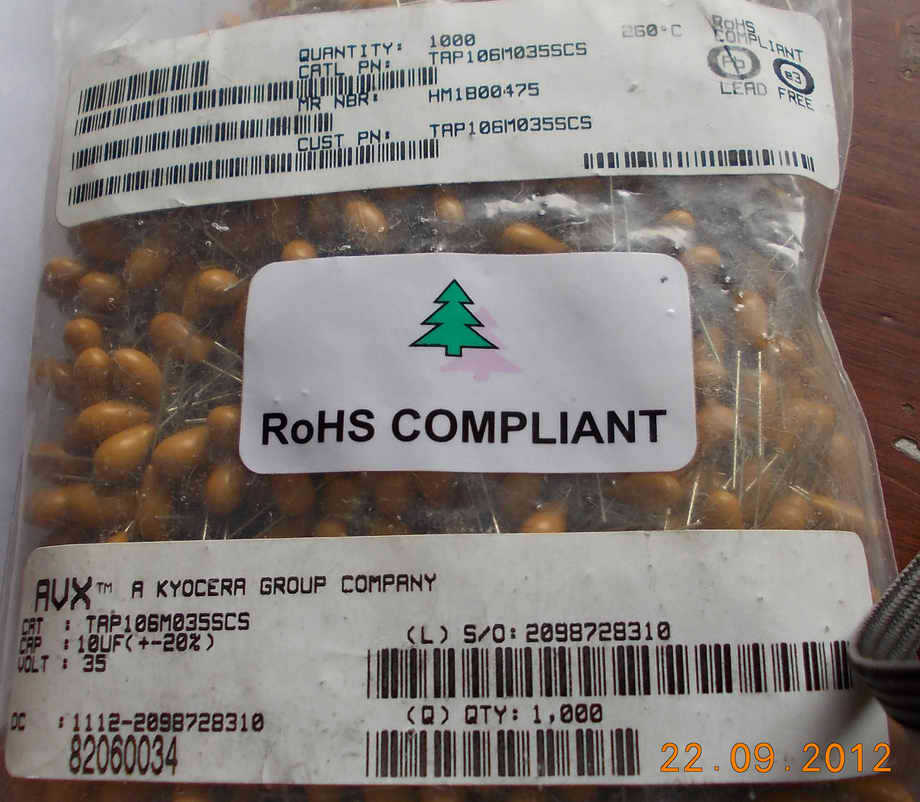 QUANTITY: 1000
CATL PN: TAP106M035SCS
MR NBR: HM1B00475
CUST PN: TAP106M035SCS
260°C
RoHS
COMPLIANT
Pb
e3
LEAD FREE
RoHS COMPLIANT
AVX™ A KYOCERA GROUP COMPANY
CAT : TAP106M035SCS
CAP : 10UF(+-20%)
VOLT : 35
DC : 1112-2098728310
82060034
(L) S/O: 2098728310
(Q) QTY: 1,000
22.09.2012